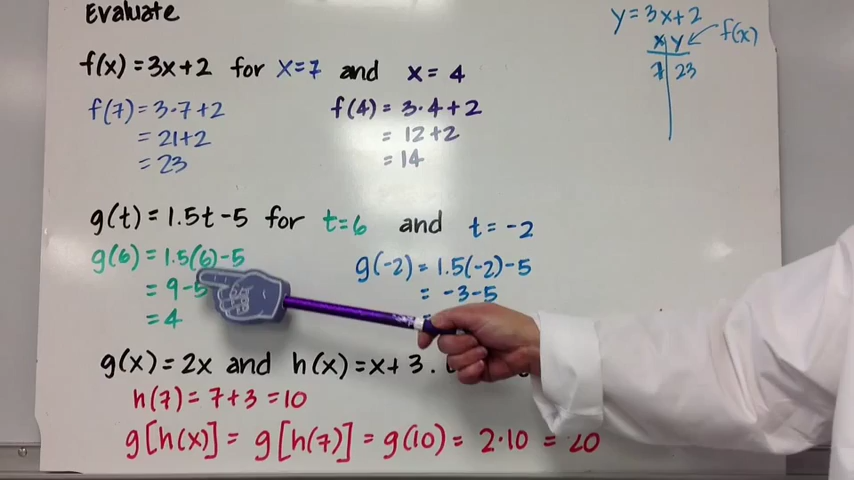 Evaluate
y=3x+2
x y f(x)
7 23
f(x)=3x+2 for x=7 and x=4
f(7)=3·7+2
=21+2
=23
f(4)=3·4+2
=12+2
=14
g(t)=1.5t-5 for t=6 and t=-2
g(6)=1.5(6)-5
=9-5
=4
g(-2)=1.5(-2)-5
=-3-5
=
g(x)=2x and h(x)=x+3.
h(7)=7+3=10
g[h(x)]=g[h(7)]=g(10)=2·10=20